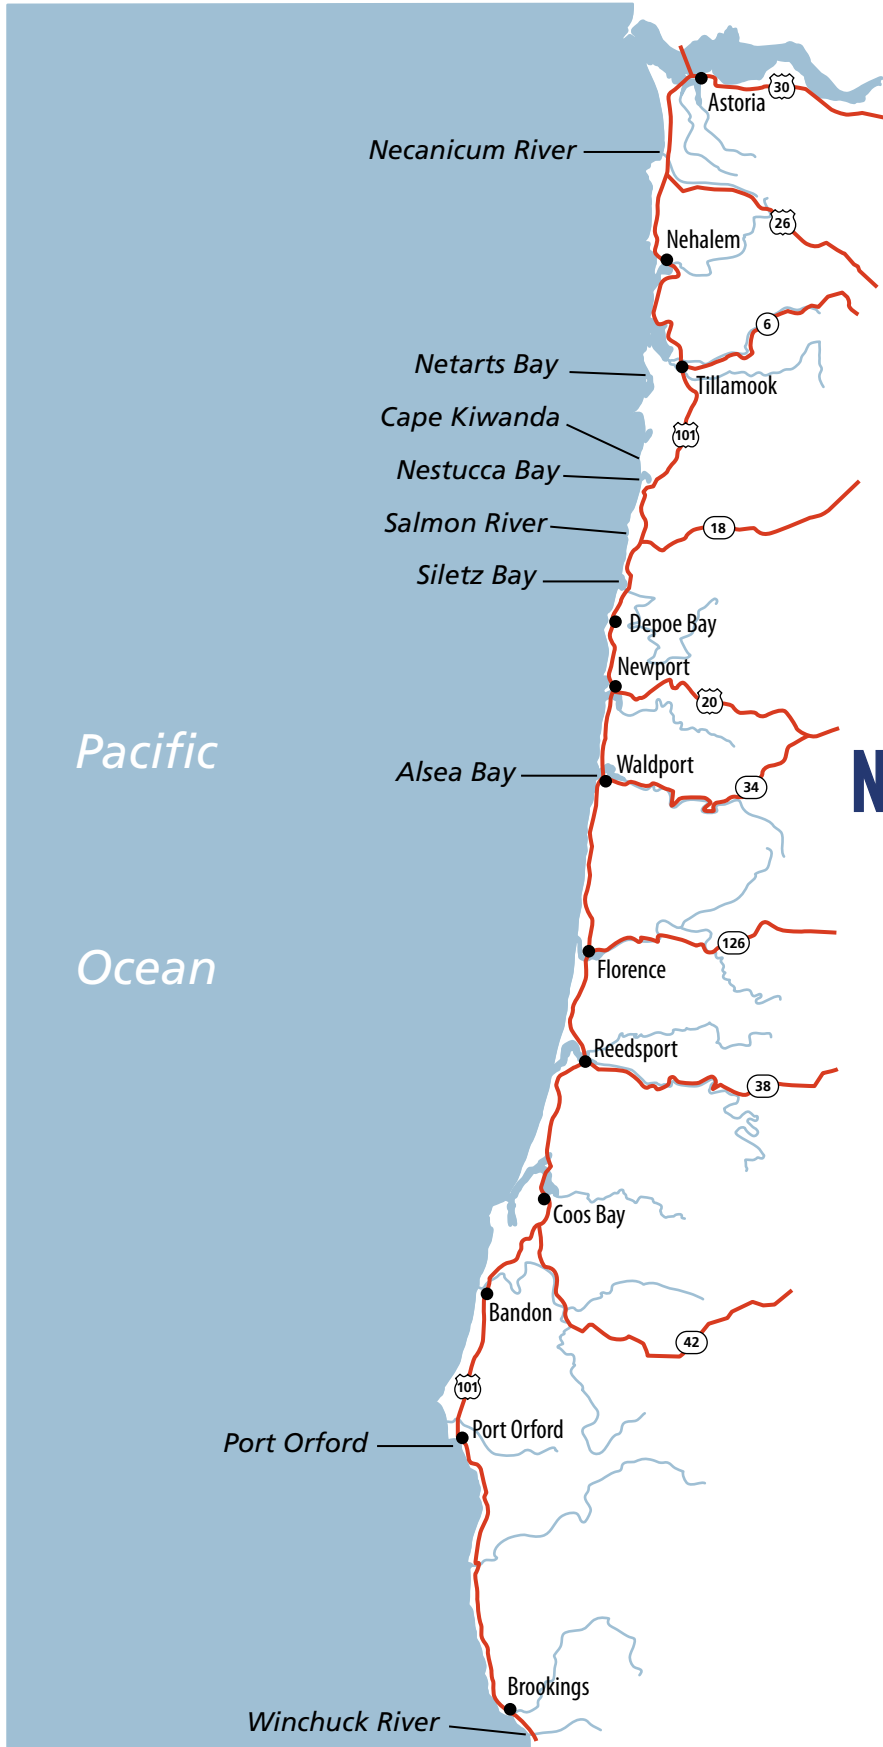 Astoria
30
Necanicum River
26
Nehalem
6
Netarts Bay
Tillamook
Cape Kiwanda
101
Nestucca Bay
Salmon River
18
Siletz Bay
Depoe Bay
Newport
20
Pacific
Alsea Bay
Waldport
34
N
126
Ocean
Florence
Reedsport
38
Coos Bay
Bandon
42
101
Port Orford
Port Orford
Brookings
Winchuck River